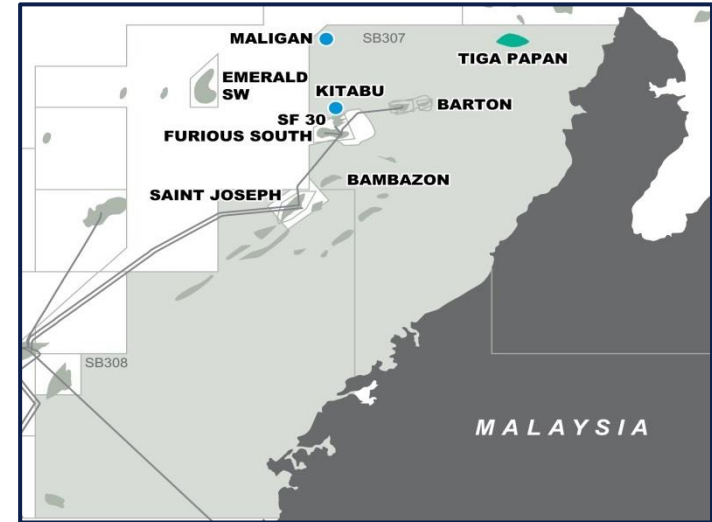 MALIGAN
SB307
TIGA PAPAN
EMERALD
SW
KITABU
BARTON
SF 30
FURIOUS SOUTH
BAMBAZON
SAINT JOSEPH
SB308
MALAYSIA